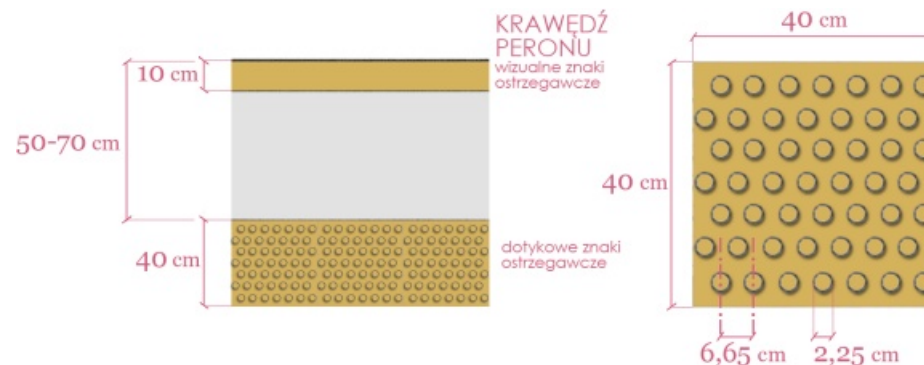 KRAWĘDŹ
PERONU
wizualne znaki
ostrzegawcze
10 cm
50-70 cm
40 cm
dotykowe znaki
ostrzegawcze
40 cm
40 cm
6,65 cm
2,25 cm